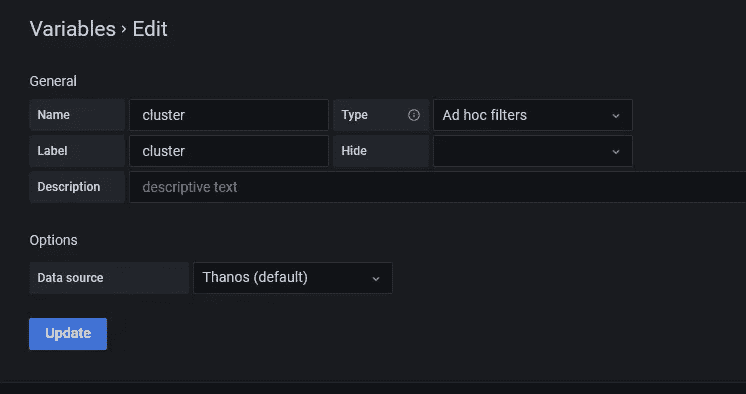 Variables › Edit
General
Name cluster Type Ad hoc filters
Label cluster Hide
Description descriptive text
Options
Data source Thanos (default)
Update